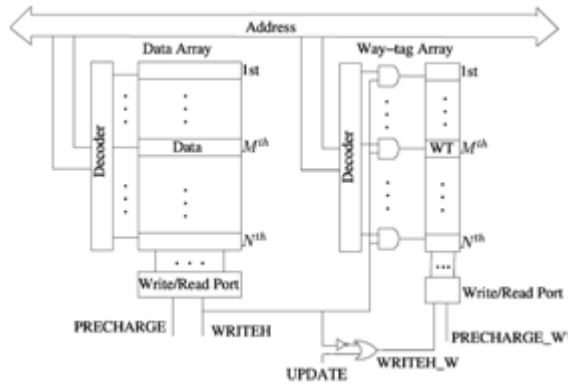 Address
Data Array
Way-tag Array
1st
1st
Decoder
Decoder
Data
Mth
WT
Mth
Nth
Nth
Write/Read Port
Write/Read Port
PRECHARGE
WRITEH
PRECHARGE_W
WRITEH_W
UPDATE